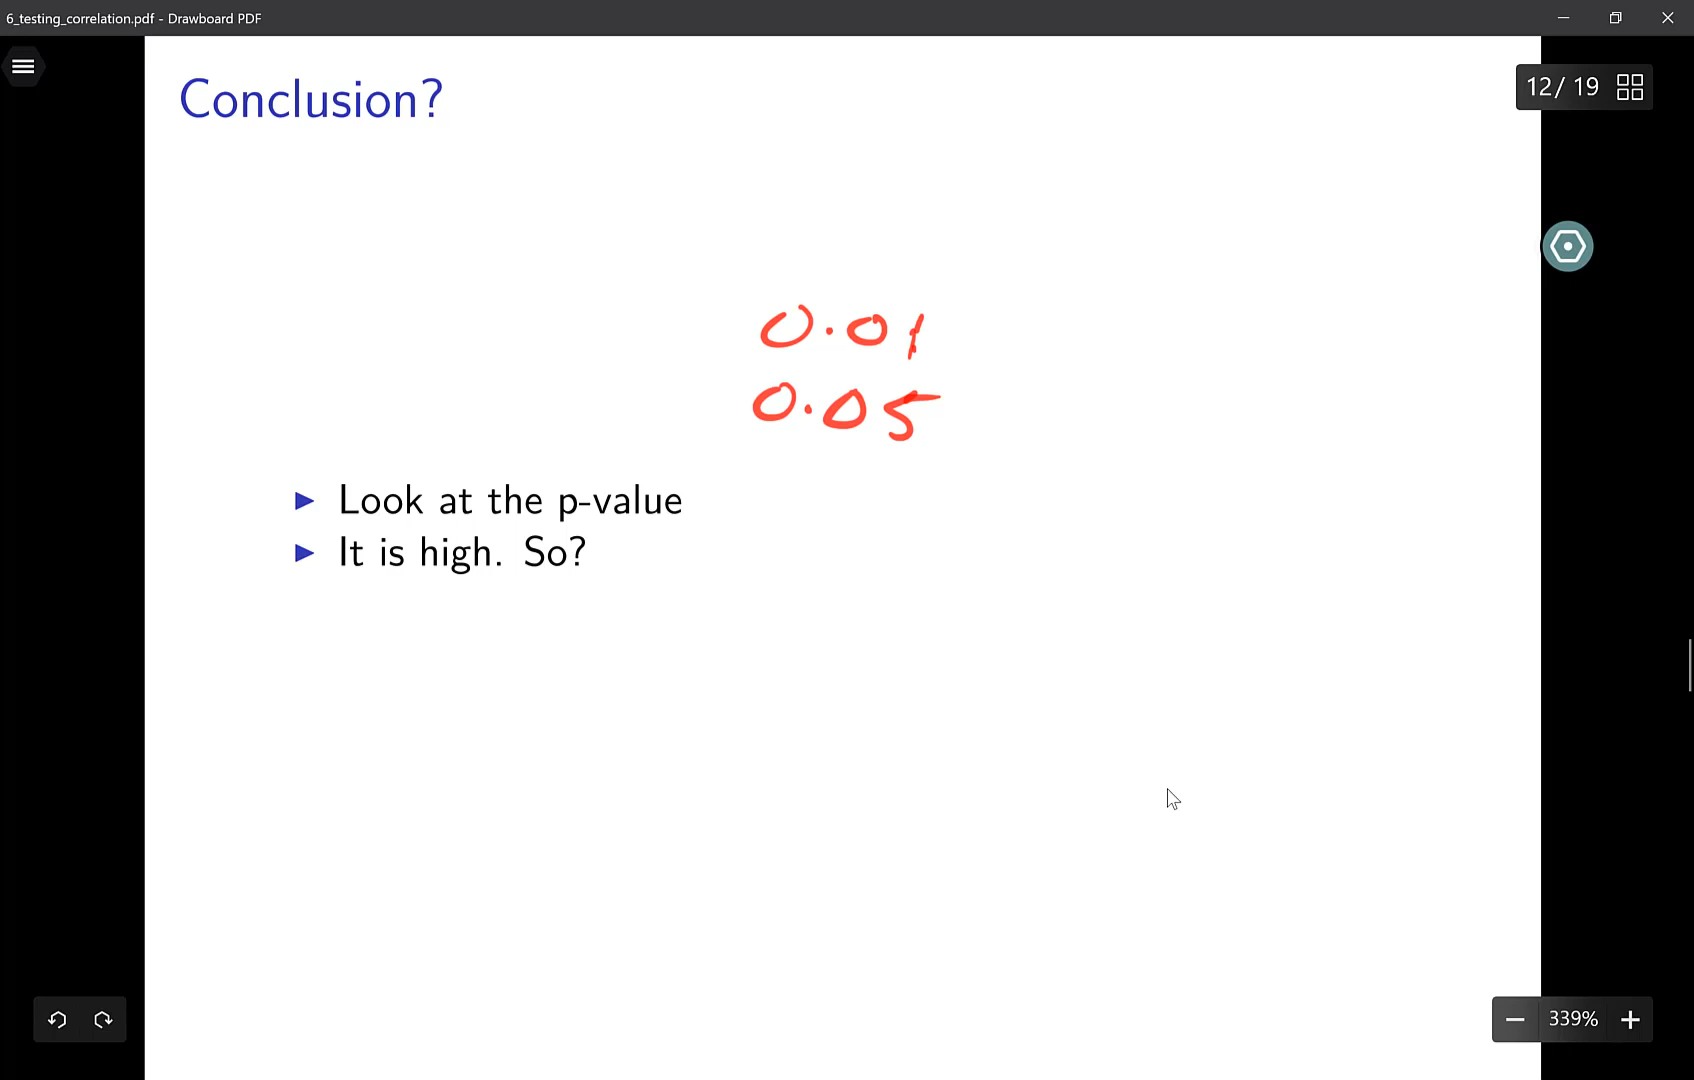 6_testing_correlation.pdf - Drawboard PDF
Conclusion?
12/ 19
0.01
0.05
► Look at the p-value
► It is high. So?
339%